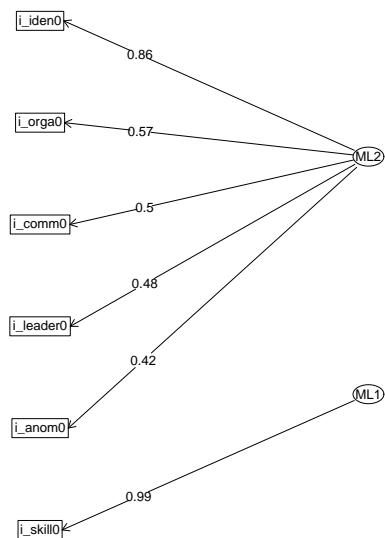 i_iden0
0.86
i_orga0
0.57
ML2
i_comm0
0.5
0.48
i_leader0
0.42
ML1
i_anom0
0.99
i_skill0